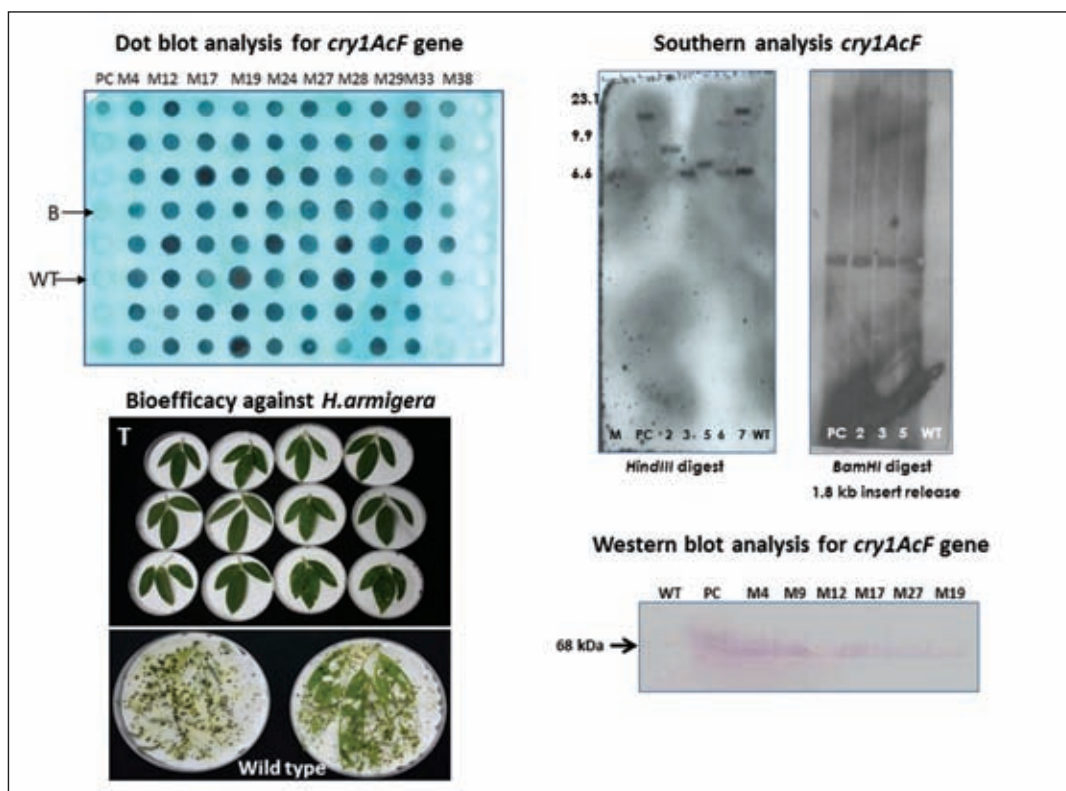 Dot blot analysis for cry1AcF gene
PC M4 M12 M17 M19 M24 M27 M28 M29 M33 M38
B
WT
Bioefficacy against H.armigera
T
Wild type
Southern analysis cry1AcF
23.1
9.9
6.6
M PC 2 3 5 6 7 WT
HindIII digest
PC 2 3 5 WT
BamHI digest
1.8 kb insert release
Western blot analysis for cry1AcF gene
WT PC M4 M9 M12 M17 M27 M19
68 kDa